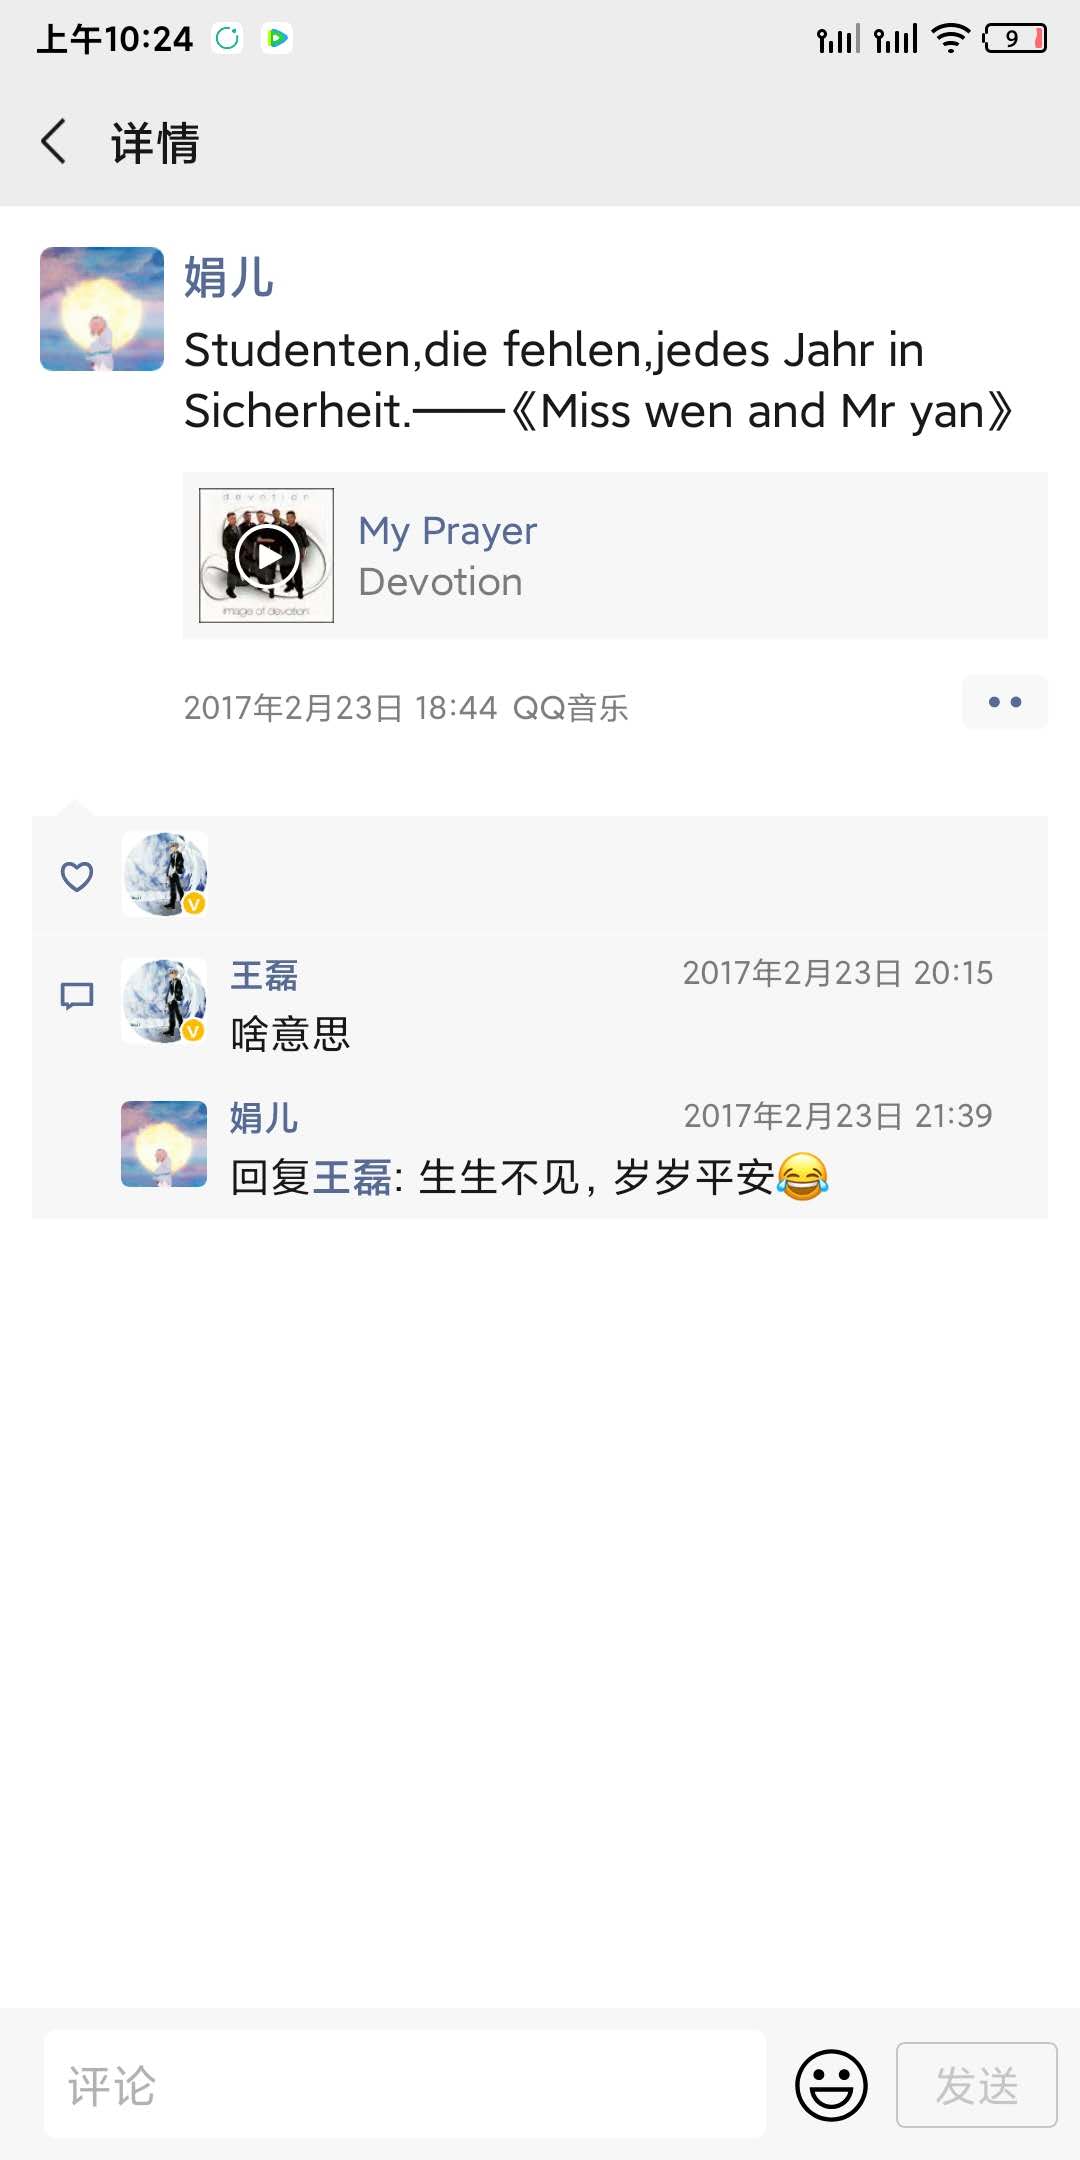 上午10:24
9
详情
娟儿
Studenten,die fehlen,jedes Jahr in
Sicherheit.——《Miss wen and Mr yan》
devotion
image of devotion
My Prayer
Devotion
2017年2月23日 18:44 QQ音乐
王磊 2017年2月23日 20:15
啥意思
娟儿 2017年2月23日 21:39
回复王磊: 生生不见，岁岁平安😂
评论
发送